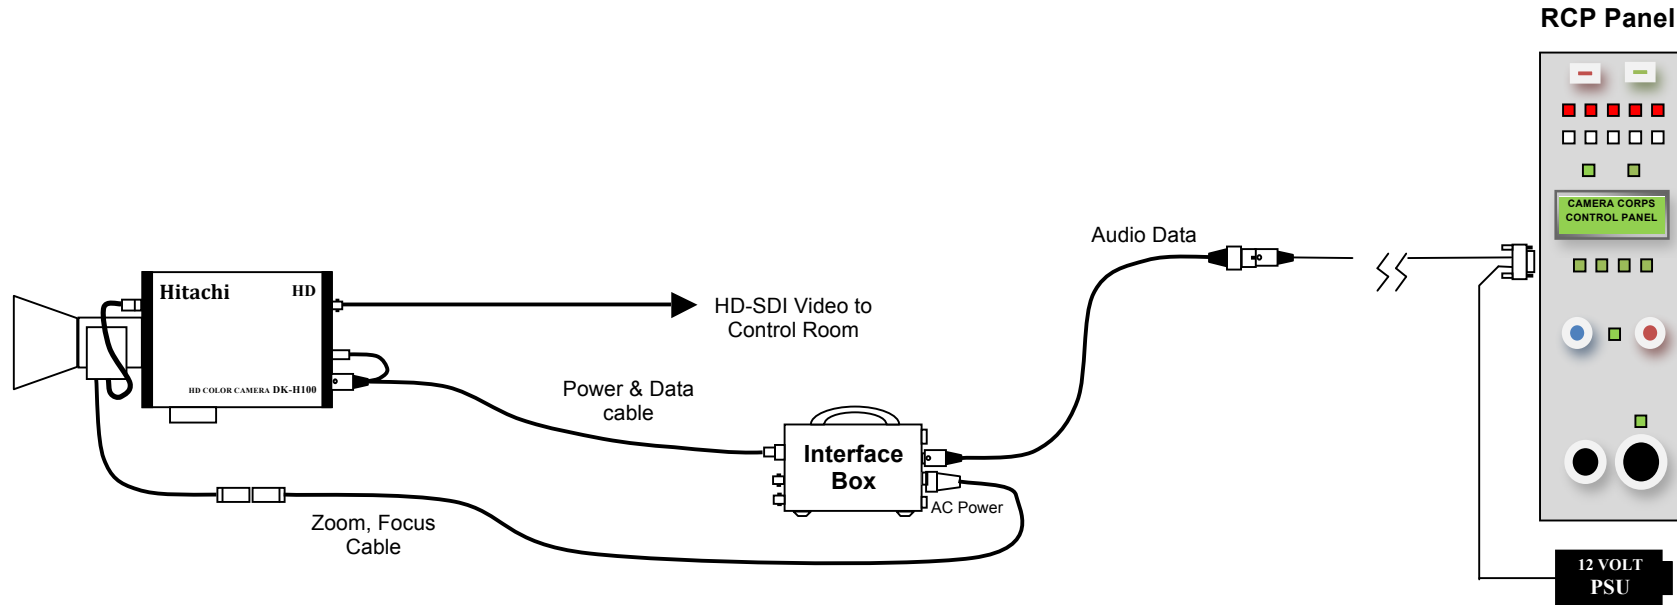 RCP Panel
CAMERA CORPS
CONTROL PANEL
Audio Data
Hitachi HD
HD-SDI Video to
Control Room
HD COLOR CAMERA DK-H100
Power & Data
cable
Interface
Box
AC Power
Zoom, Focus
Cable
12 VOLT
PSU